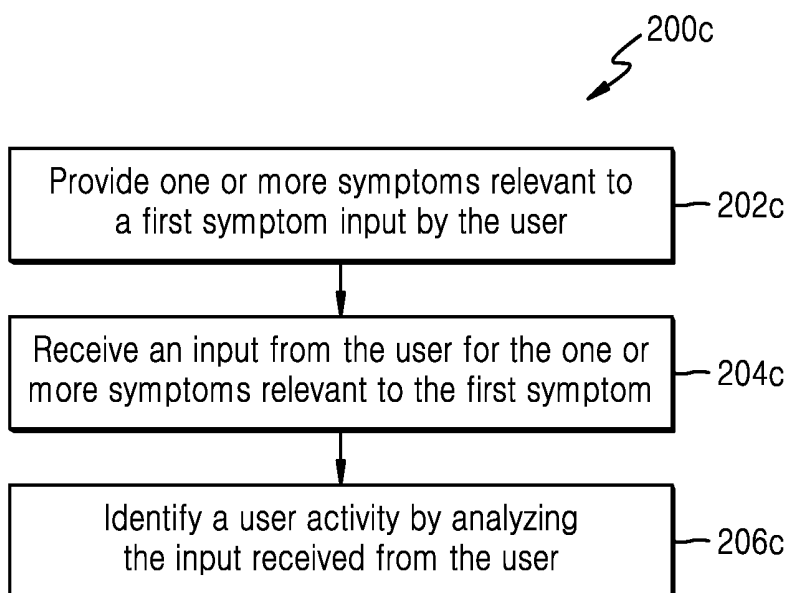 200c
Provide one or more symptoms relevant to
a first symptom input by the user
202c
Receive an input from the user for the one or
more symptoms relevant to the first symptom
204c
Identify a user activity by analyzing
the input received from the user
206c